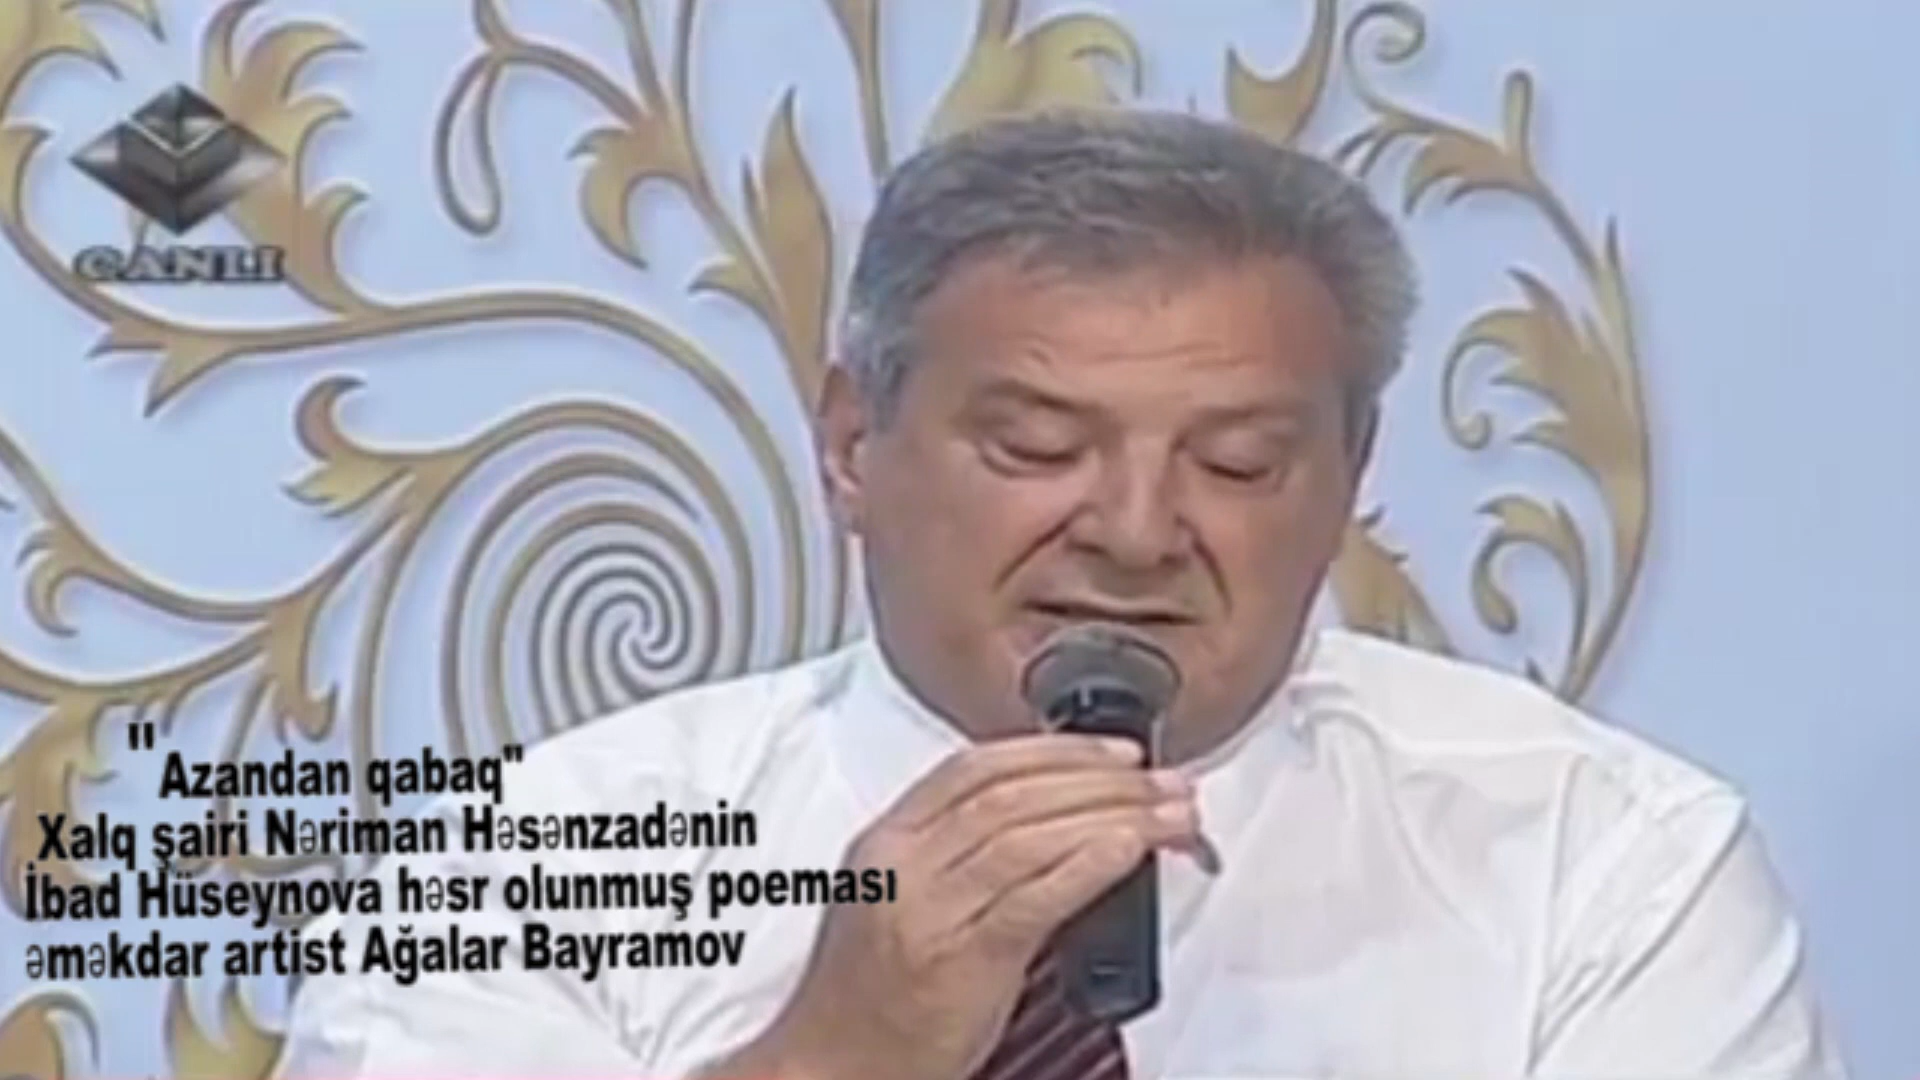 CANLI
"Azandan qabaq"
Xalq şairi Nəriman Həsənzadənin
İbad Hüseynova həsr olunmuş poeması
əməkdar artist Ağalar Bayramov